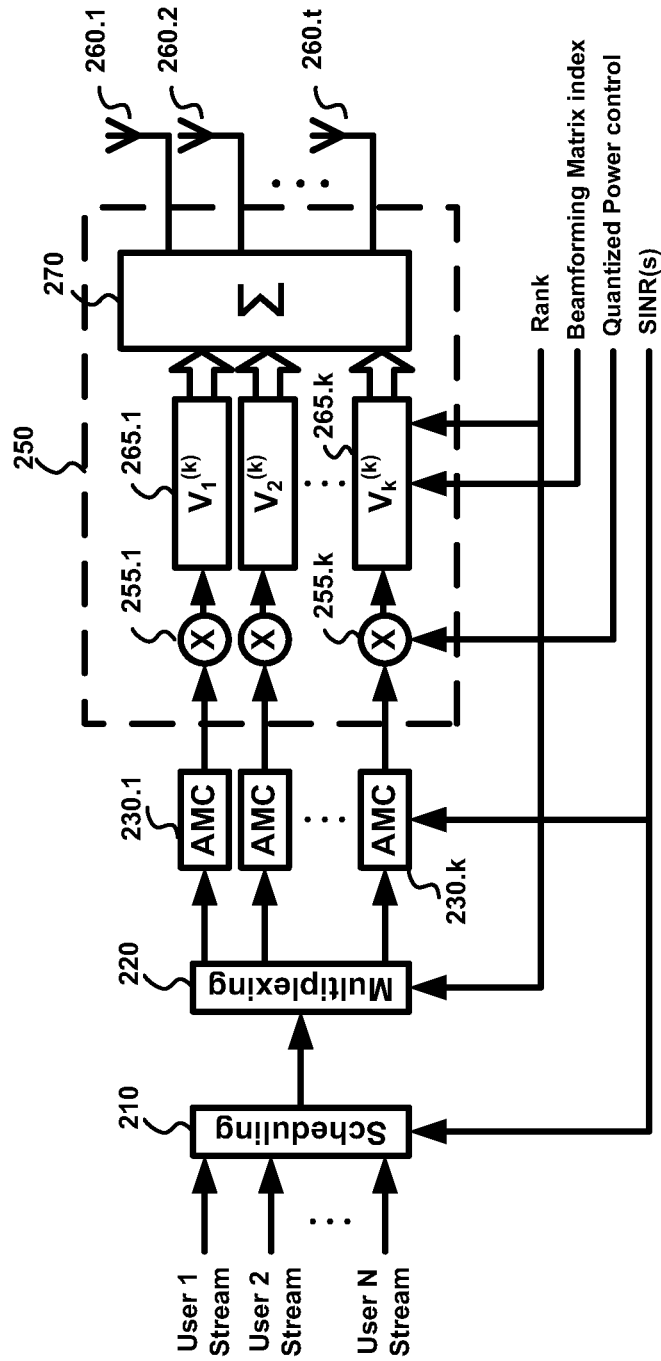 User 1
Stream
User 2
Stream
. . .
User N
Stream
210
Scheduling
220
Multiplexing
230.1
AMC
AMC
. . .
AMC
230.k
250
255.1
X
X
255.k
X
265.1
V1(k)
V2(k)
. . .
265.k
Vk(k)
270
Σ
260.1
260.2
. . .
260.t
Rank
Beamforming Matrix index
Quantized Power control
SINR(s)